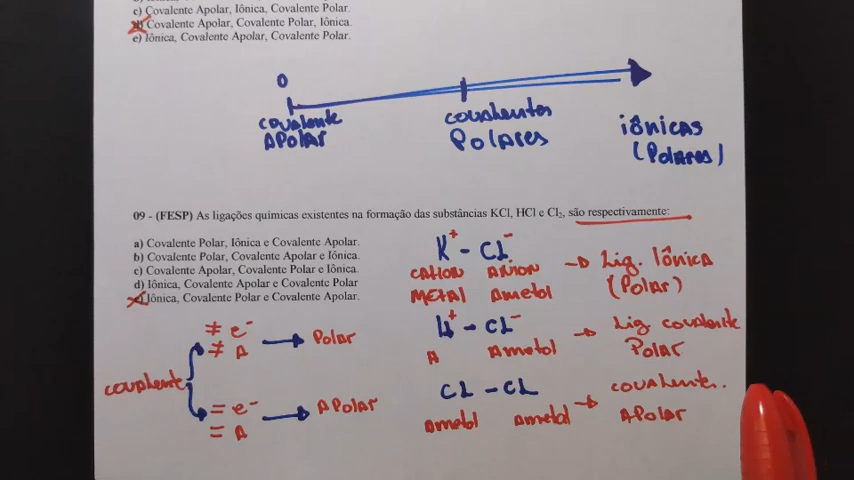 c) Covalente Apolar, Iônica, Covalente Polar.
d) Covalente Apolar, Covalente Polar, Iônica.
e) Iônica, Covalente Apolar, Covalente Polar.
0
covalente
APOLAR
covalentes
POLARES
iônicas
(Polares)
09 - (FESP) As ligações químicas existentes na formação das substâncias KCl, HCl e Cl₂, são respectivamente:
a) Covalente Polar, Iônica e Covalente Apolar.
b) Covalente Polar, Covalente Apolar e Iônica.
c) Covalente Apolar, Covalente Polar e Iônica.
d) Iônica, Covalente Apolar e Covalente Polar
e) Iônica, Covalente Polar e Covalente Apolar.
K⁺ - CL⁻
CATION ANION → Lig. Iônica
METAL Ametal (Polar)
H⁺ - CL⁻ → Lig covalente
A Ametal POLAR
CL - CL
Ametal Ametal → covalente.
APOLAR
covalente
≠ e⁻
≠ A → Polar
= e⁻ → APolar
= A